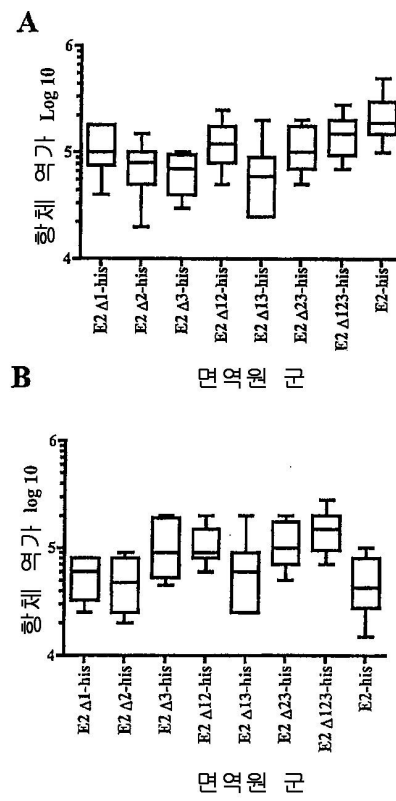 A
항체 역가 Log 10
6
5
4
E2 Δ1-his
E2 Δ2-his
E2 Δ3-his
E2 Δ12-his
E2 Δ13-his
E2 Δ23-his
E2 Δ123-his
E2-his
면역원 군
B
항체 역가 log 10
6
5
4
E2 Δ1-his
E2 Δ2-his
E2 Δ3-his
E2 Δ12-his
E2 Δ13-his
E2 Δ23-his
E2 Δ123-his
E2-his
면역원 군